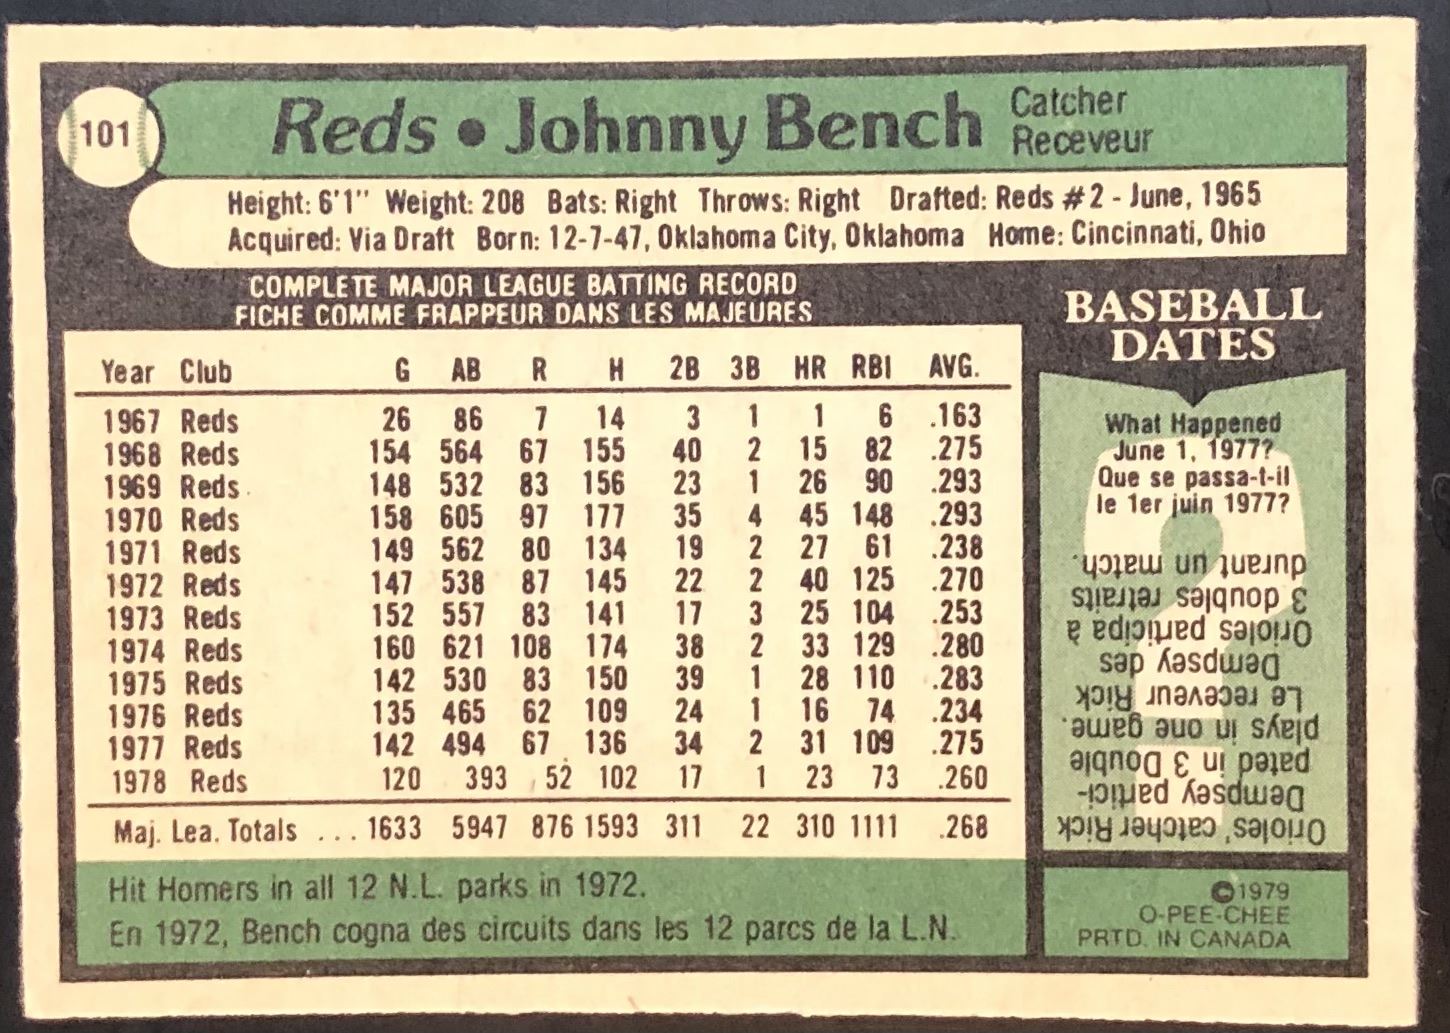 101
Reds • Johnny Bench
Catcher
Receveur
Height: 6'1" Weight: 208 Bats: Right Throws: Right Drafted: Reds #2 - June, 1965
Acquired: Via Draft Born: 12-7-47, Oklahoma City, Oklahoma Home: Cincinnati, Ohio
COMPLETE MAJOR LEAGUE BATTING RECORD
FICHE COMME FRAPPEUR DANS LES MAJEURES
Year Club G AB R H 2B 3B HR RBI AVG.
1967 Reds 26 86 7 14 3 1 1 6 .163
1968 Reds 154 564 67 155 40 2 15 82 .275
1969 Reds 148 532 83 156 23 1 26 90 .293
1970 Reds 158 605 97 177 35 4 45 148 .293
1971 Reds 149 562 80 134 19 2 27 61 .238
1972 Reds 147 538 87 145 22 2 40 125 .270
1973 Reds 152 557 83 141 17 3 25 104 .253
1974 Reds 160 621 108 174 38 2 33 129 .280
1975 Reds 142 530 83 150 39 1 28 110 .283
1976 Reds 135 465 62 109 24 1 16 74 .234
1977 Reds 142 494 67 136 34 2 31 109 .275
1978 Reds 120 393 52 102 17 1 23 73 .260
Maj. Lea. Totals ... 1633 5947 876 1593 311 22 310 1111 .268
Hit Homers in all 12 N.L. parks in 1972.
En 1972, Bench cogna des circuits dans les 12 parcs de la L.N.
BASEBALL
DATES
What Happened
June 1, 1977?
Que se passa-t-il
le 1er juin 1977?
Orioles' catcher Rick
Dempsey partici-
pated in 3 Double
plays in one game.
Le receveur Rick
Dempsey des
Orioles participa à
3 doubles retraits
durant un match.
©1979
O-PEE-CHEE
PRTD. IN CANADA